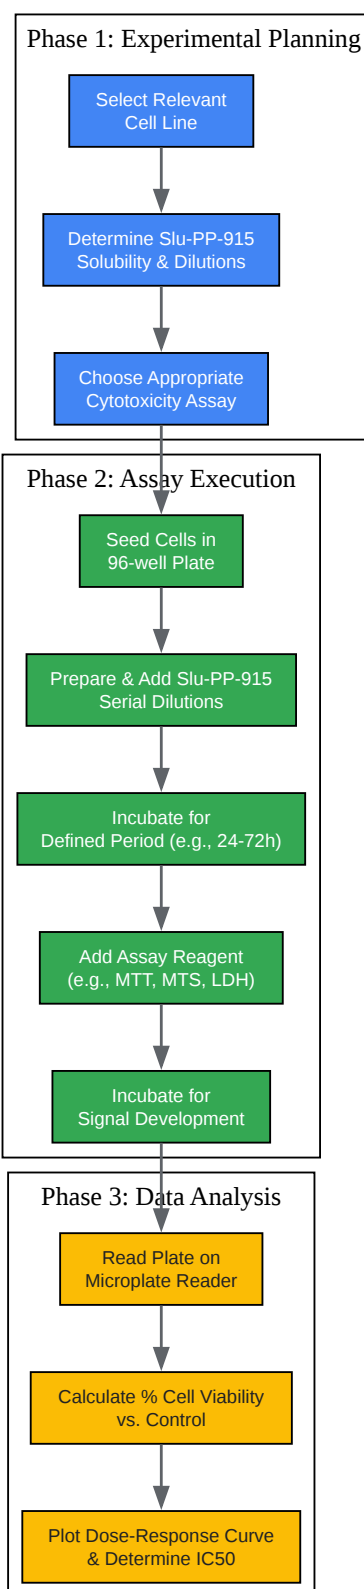 Phase 1: Experimental Planning
Select Relevant
Cell Line
Determine Slu-PP-915
Solubility & Dilutions
Choose Appropriate
Cytotoxicity Assay
Phase 2: Assay Execution
Seed Cells in
96-well Plate
Prepare & Add Slu-PP-915
Serial Dilutions
Incubate for
Defined Period (e.g., 24-72h)
Add Assay Reagent
(e.g., MTT, MTS, LDH)
Incubate for
Signal Development
Phase 3: Data Analysis
Read Plate on
Microplate Reader
Calculate % Cell Viability
vs. Control
Plot Dose-Response Curve
& Determine IC50